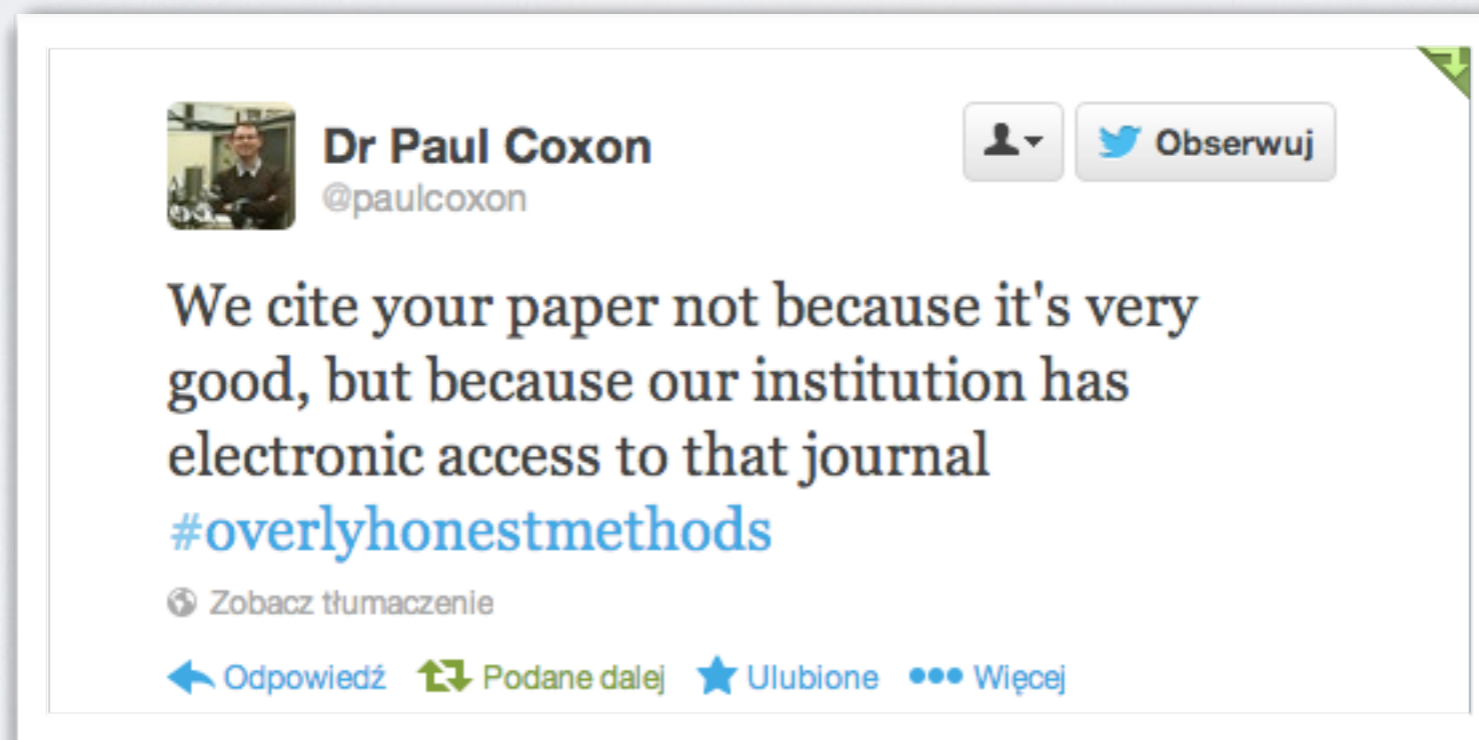 Dr Paul Coxon
@paulcoxon
Obserwuj
We cite your paper not because it's very
good, but because our institution has
electronic access to that journal
#overlyhonestmethods
Zobacz tłumaczenie
Odpowiedź Podane dalej Ulubione Więcej